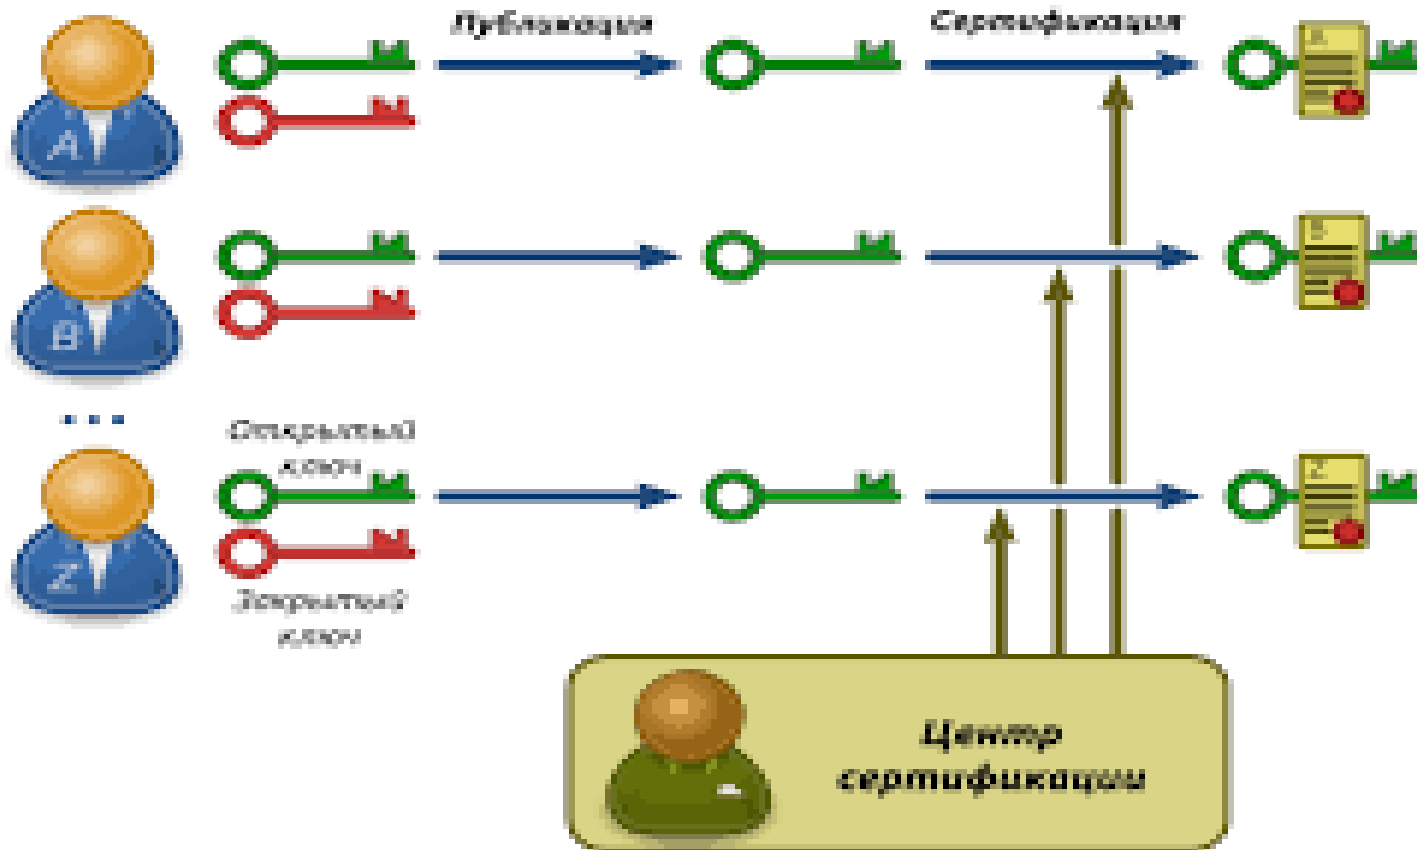 Публикация
Сертификация
A
A
B
B
...
Открытый
ключ
Z
Z
Закрытый
ключ
Центр
сертификации